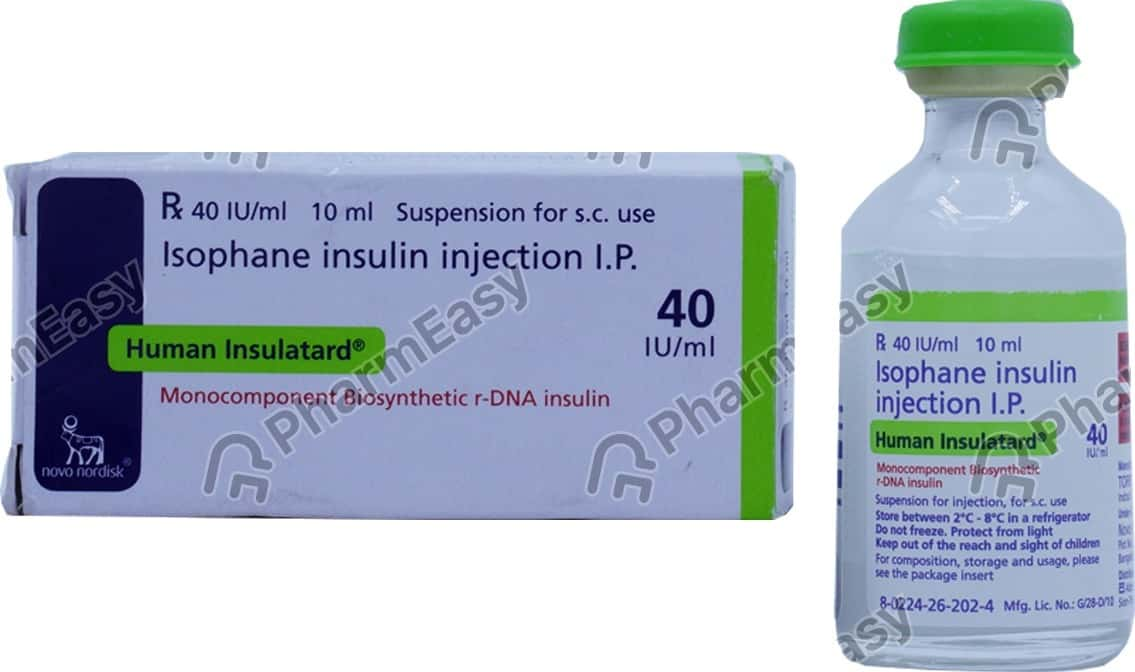 Rx 40 IU/ml 10 ml Suspension for s.c. use
Isophane insulin injection I.P.
40
IU/ml
Human Insulatard®
Monocomponent Biosynthetic r-DNA insulin
novo nordisk®
PharmEasy
PharmEasy
Rx 40 IU/ml 10 ml
Isophane insulin
injection I.P.
Human Insulatard®
40
IU/ml
Monocomponent Biosynthetic
r-DNA insulin
Suspension for injection, for s.c. use
Store between 2°C - 8°C in a refrigerator
Do not freeze. Protect from light
Keep out of the reach and sight of children
For composition, storage and usage, please
see the package insert
8-0224-26-202-4 Mfg. Lic. No.: G/28-D/10